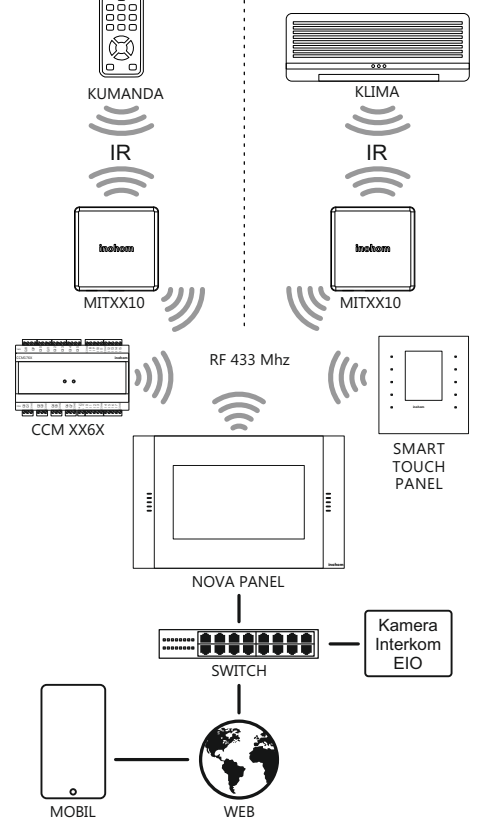 KUMANDA
KLIMA
IR
IR
inohom
inohom
MITXX10
MITXX10
RF 433 Mhz
CCM XX6X
SMART
TOUCH
PANEL
inohom
NOVA PANEL
SWITCH
Kamera
Interkom
EIO
MOBIL
WEB